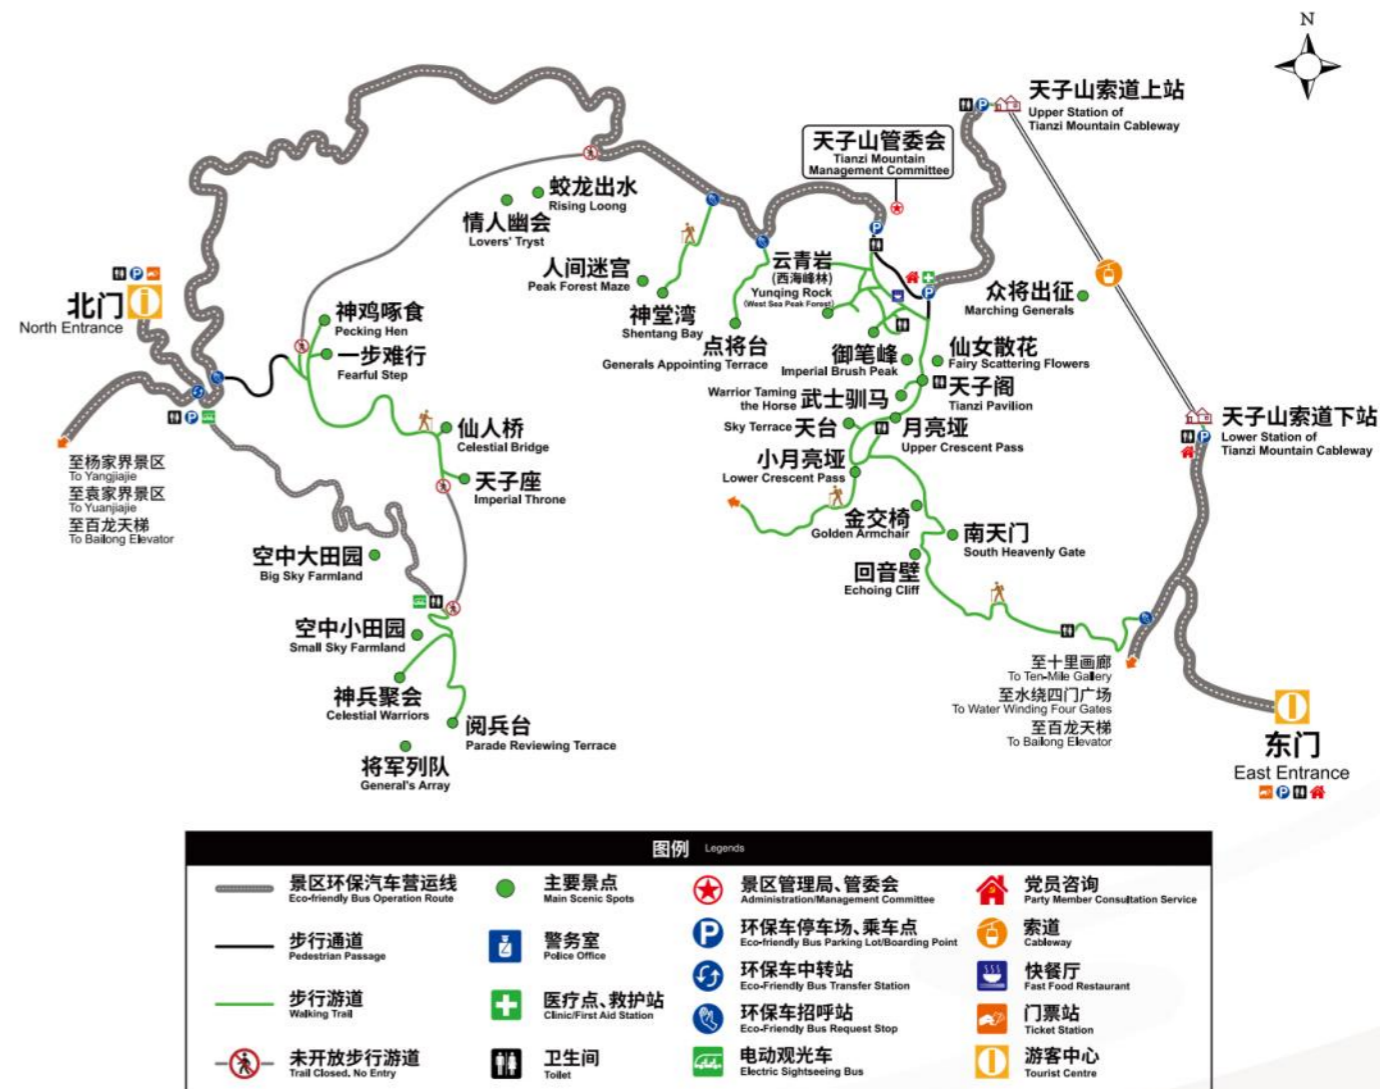 N
天子山索道上站
Upper Station of
Tianzi Mountain Cableway
天子山管委会
Tianzi Mountain
Management Committee
蛟龙出水
Rising Loong
情人幽会
Lovers' Tryst
人间迷宫
Peak Forest Maze
神堂湾
Shentang Bay
云青岩
(西海峰林)
Yunqing Rock
(West Sea Peak Forest)
众将出征
Marching Generals
北门
North Entrance
神鸡啄食
Pecking Hen
一步难行
Fearful Step
点将台
Generals Appointing Terrace
御笔峰
Imperial Brush Peak
仙女散花
Fairy Scattering Flowers
Warrior Taming
the Horse
武士驯马
天子阁
Tianzi Pavilion
Sky Terrace
天台
月亮垭
Upper Crescent Pass
天子山索道下站
Lower Station of
Tianzi Mountain Cableway
仙人桥
Celestial Bridge
小月亮垭
Lower Crescent Pass
天子座
Imperial Throne
至杨家界景区
To Yangjiajie
至袁家界景区
To Yuanjiajie
至百龙天梯
To Bailong Elevator
金交椅
Golden Armchair
南天门
South Heavenly Gate
空中大田园
Big Sky Farmland
回音壁
Echoing Cliff
空中小田园
Small Sky Farmland
至十里画廊
To Ten-Mile Gallery
至水绕四门广场
To Water Winding Four Gates
至百龙天梯
To Bailong Elevator
神兵聚会
Celestial Warriors
阅兵台
Parade Reviewing Terrace
将军列队
General's Array
东门
East Entrance
图例 Legends
景区环保汽车营运线
Eco-friendly Bus Operation Route
主要景点
Main Scenic Spots
景区管理局、管委会
Administration/Management Committee
党员咨询
Party Member Consultation Service
步行通道
Pedestrian Passage
警务室
Police Office
P
环保车停车场、乘车点
Eco-friendly Bus Parking Lot/Boarding Point
索道
Cableway
环保车中转站
Eco-Friendly Bus Transfer Station
快餐厅
Fast Food Restaurant
步行游道
Walking Trail
医疗点、救护站
Clinic/First Aid Station
环保车招呼站
Eco-Friendly Bus Request Stop
门票站
Ticket Station
未开放步行游道
Trail Closed, No Entry
卫生间
Toilet
电动观光车
Electric Sightseeing Bus
游客中心
Tourist Centre